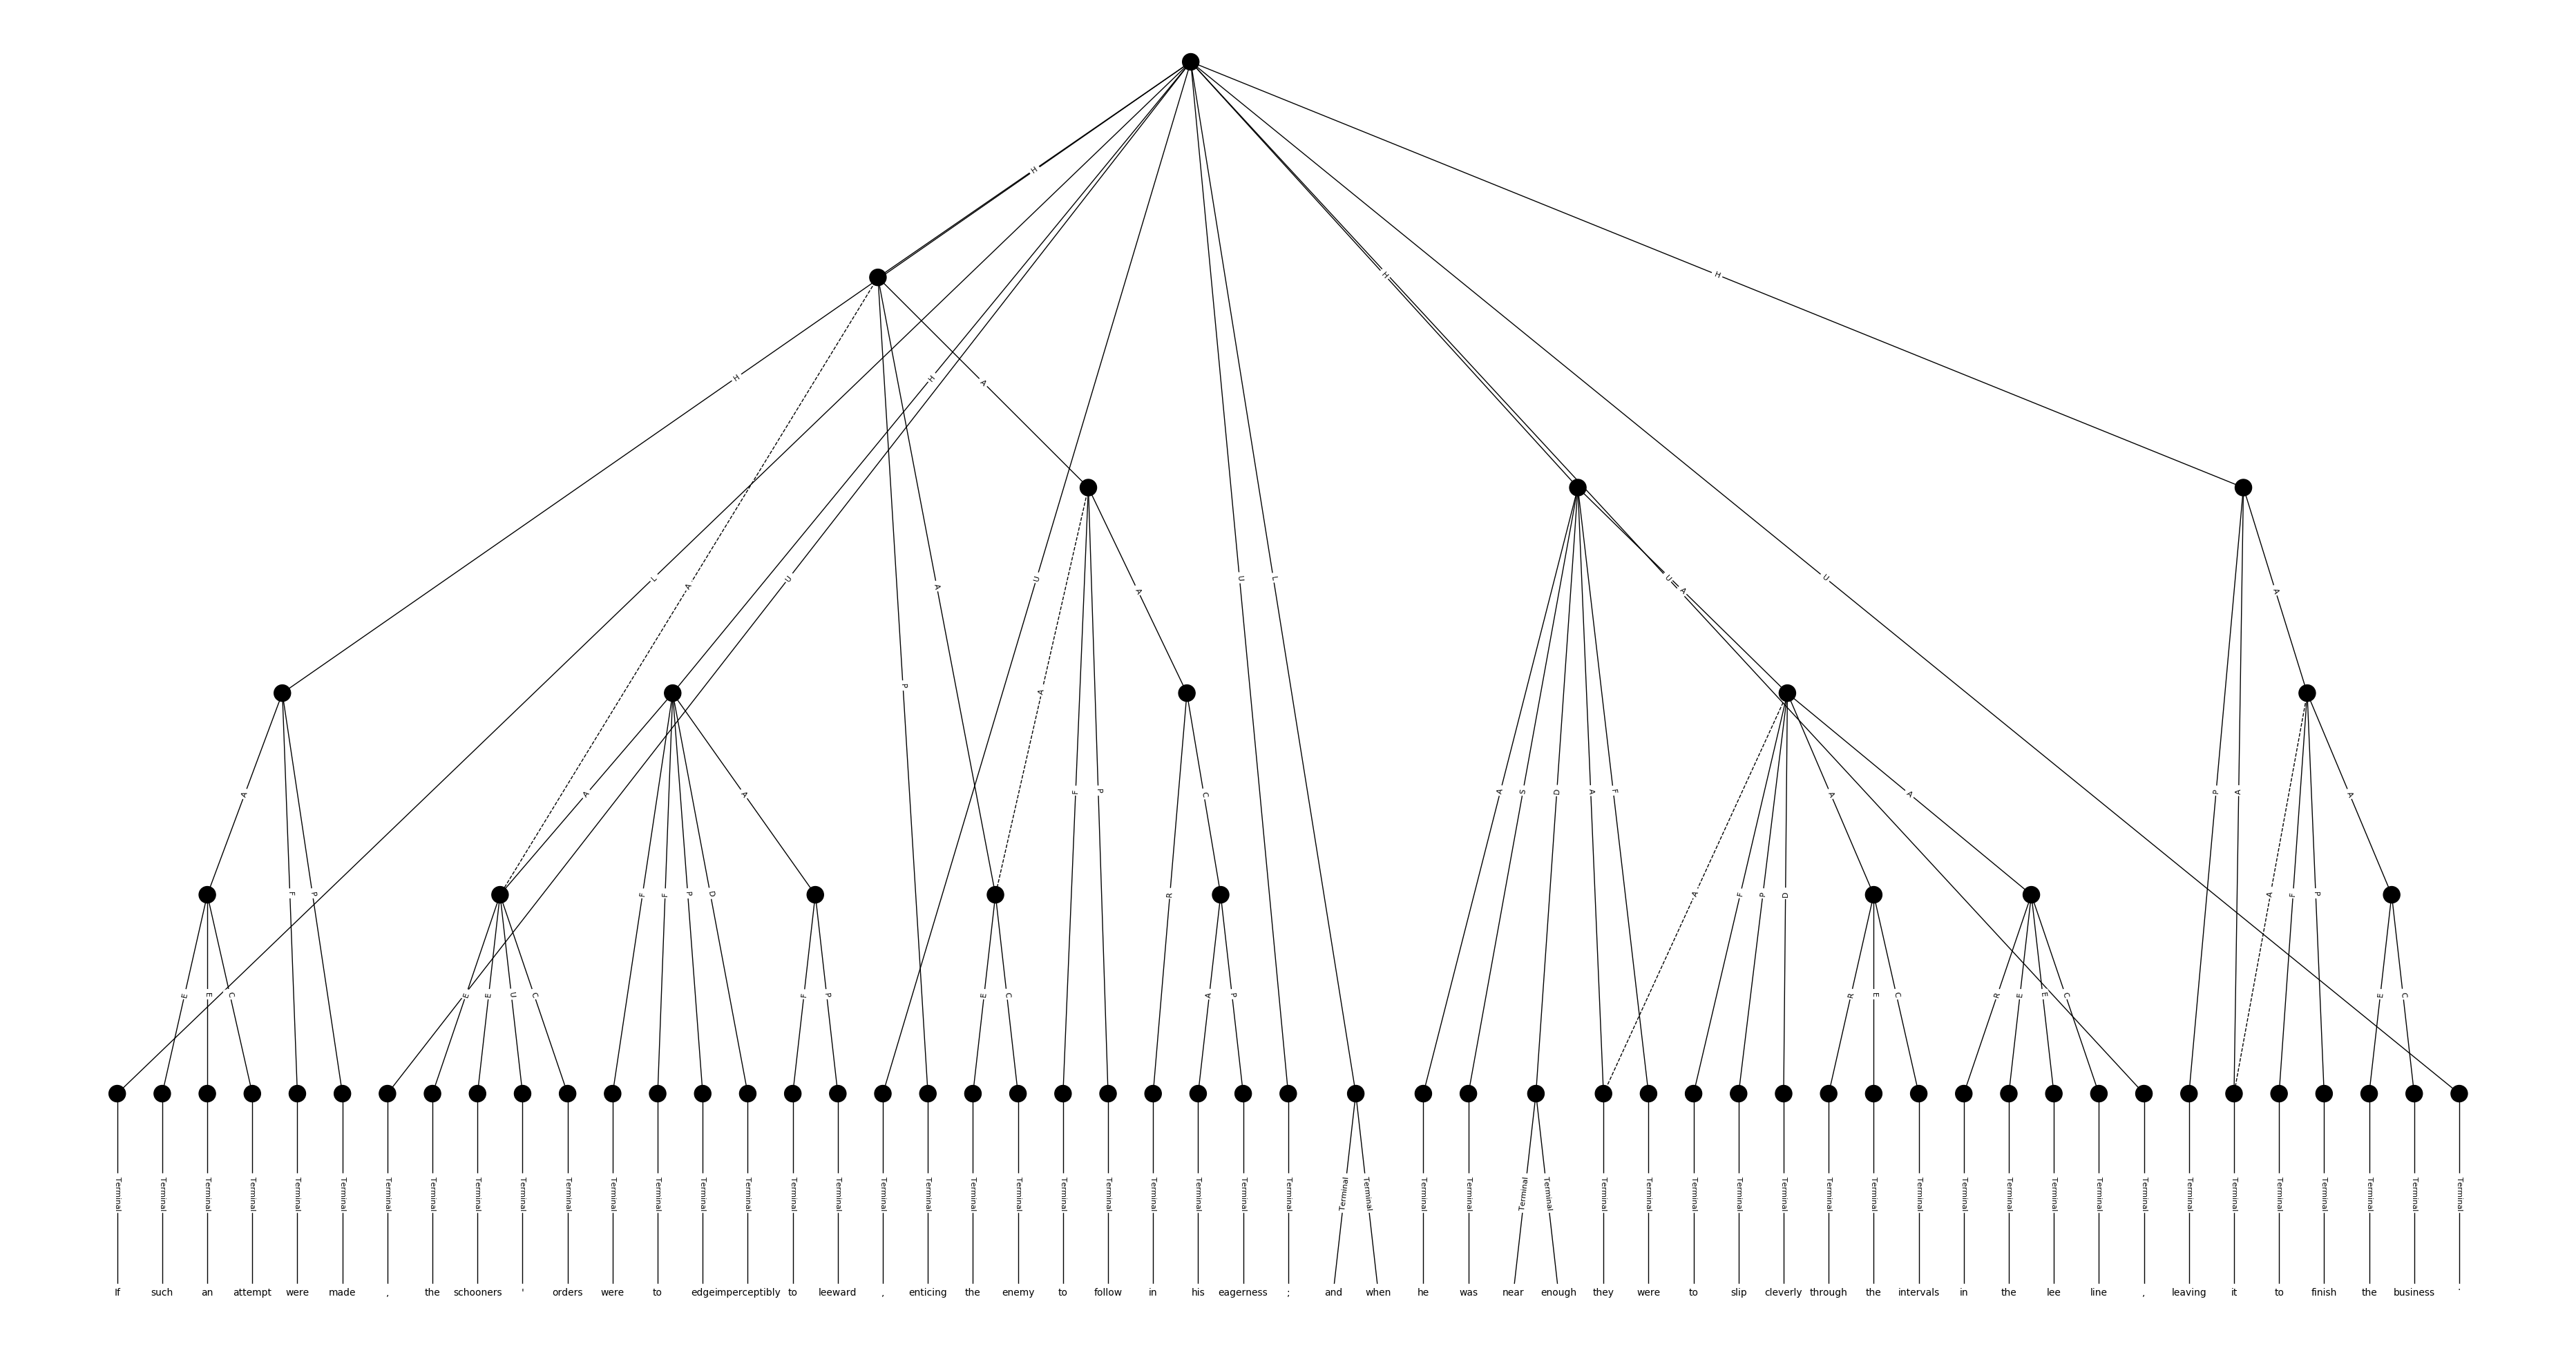 H
H
H
H
H
A
L
A
U
A
U
A
U
L
U
A
U
A
P
A
A
A
F
P
C
A
S
D
A
F
A
A
P
A
A
F
P
F
F
P
D
R
A
F
P
D
A
F
P
E
E
C
E
E
U
C
F
P
E
C
A
P
R
E
C
R
E
E
C
E
C
Terminal Terminal Terminal Terminal Terminal Terminal Terminal Terminal Terminal Terminal Terminal Terminal Terminal Terminal Terminal Terminal Terminal Terminal Terminal Terminal Terminal Terminal Terminal Terminal Terminal Terminal Terminal Terminal Terminal Terminal Terminal Terminal Terminal Terminal Terminal Terminal Terminal Terminal Terminal Terminal Terminal Terminal Terminal Terminal Terminal Terminal Terminal Terminal Terminal Terminal Terminal Terminal Terminal
If such an attempt were made , the schooners ' orders were to edge imperceptibly to leeward , enticing the enemy to follow in his eagerness ; and when he was near enough they were to slip cleverly through the intervals in the lee line , leaving it to finish the business .